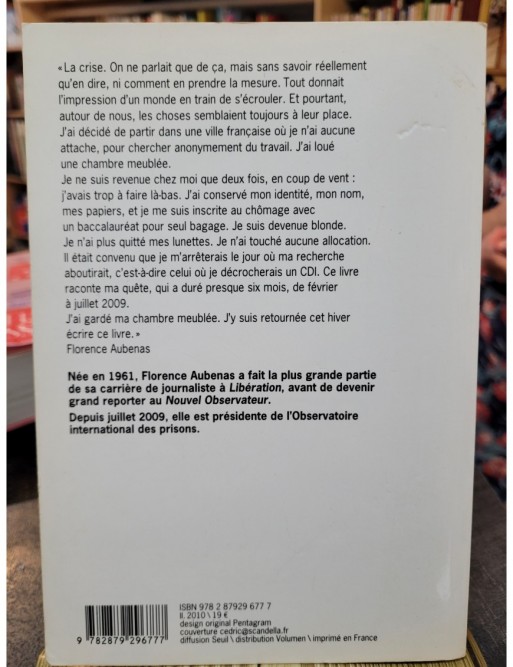 « La crise. On ne parlait que de ça, mais sans savoir réellement
qu'en dire, ni comment en prendre la mesure. Tout donnait
l'impression d'un monde en train de s'écrouler. Et pourtant,
autour de nous, les choses semblaient toujours à leur place.
J'ai décidé de partir dans une ville française où je n'ai aucune
attache, pour chercher anonymement du travail. J'ai loué
une chambre meublée.
Je ne suis revenue chez moi que deux fois, en coup de vent :
j'avais trop à faire là-bas. J'ai conservé mon identité, mon nom,
mes papiers, et je me suis inscrite au chômage avec
un baccalauréat pour seul bagage. Je suis devenue blonde.
Je n'ai plus quitté mes lunettes. Je n'ai touché aucune allocation.
Il était convenu que je m'arrêterais le jour où ma recherche
aboutirait, c'est-à-dire celui où je décrocherais un CDI. Ce livre
raconte ma quête, qui a duré presque six mois, de février
à juillet 2009.
J'ai gardé ma chambre meublée. J'y suis retournée cet hiver
écrire ce livre. »
Florence Aubenas
Née en 1961, Florence Aubenas a fait la plus grande partie
de sa carrière de journaliste à Libération, avant de devenir
grand reporter au Nouvel Observateur.
Depuis juillet 2009, elle est présidente de l'Observatoire
international des prisons.
ISBN 978 2 87929 677 7
II. 2010 \ 19 €
design original Pentagram
couverture cedric@scandella.fr
diffusion Seuil \ distribution Volumen \ imprimé en France
9 782879 296777